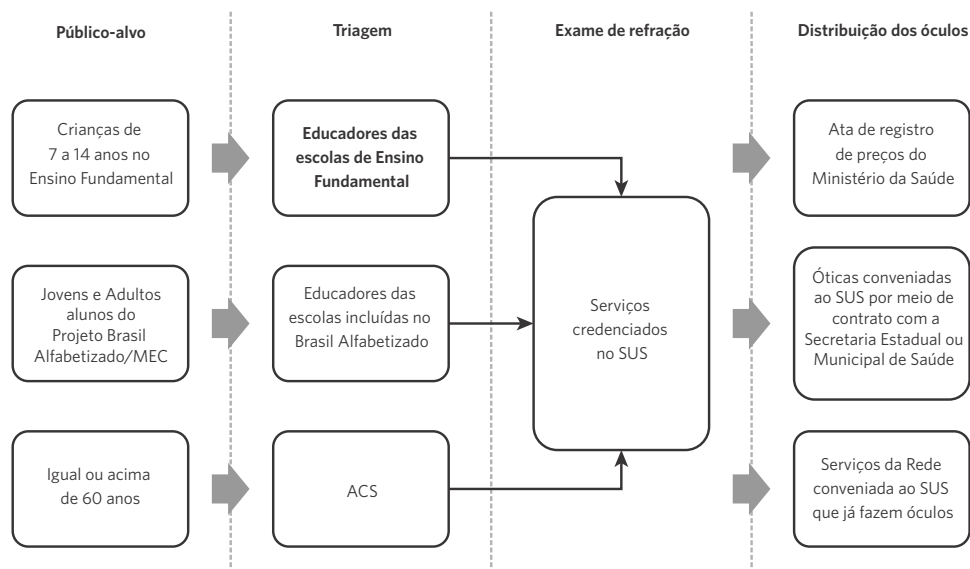 Público-alvo
Triagem
Exame de refração
Distribuição dos óculos
Crianças de
7 a 14 anos no
Ensino Fundamental
Educadores das
escolas de Ensino
Fundamental
Ata de registro
de preços do
Ministério da Saúde
Jovens e Adultos
alunos do
Projeto Brasil
Alfabetizado/MEC
Educadores das
escolas incluídas no
Brasil Alfabetizado
Serviços
credenciados
no SUS
Óticas conveniadas
ao SUS por meio de
contrato com a
Secretaria Estadual ou
Municipal de Saúde
Igual ou acima
de 60 anos
ACS
Serviços da Rede
conveniada ao SUS
que já fazem óculos